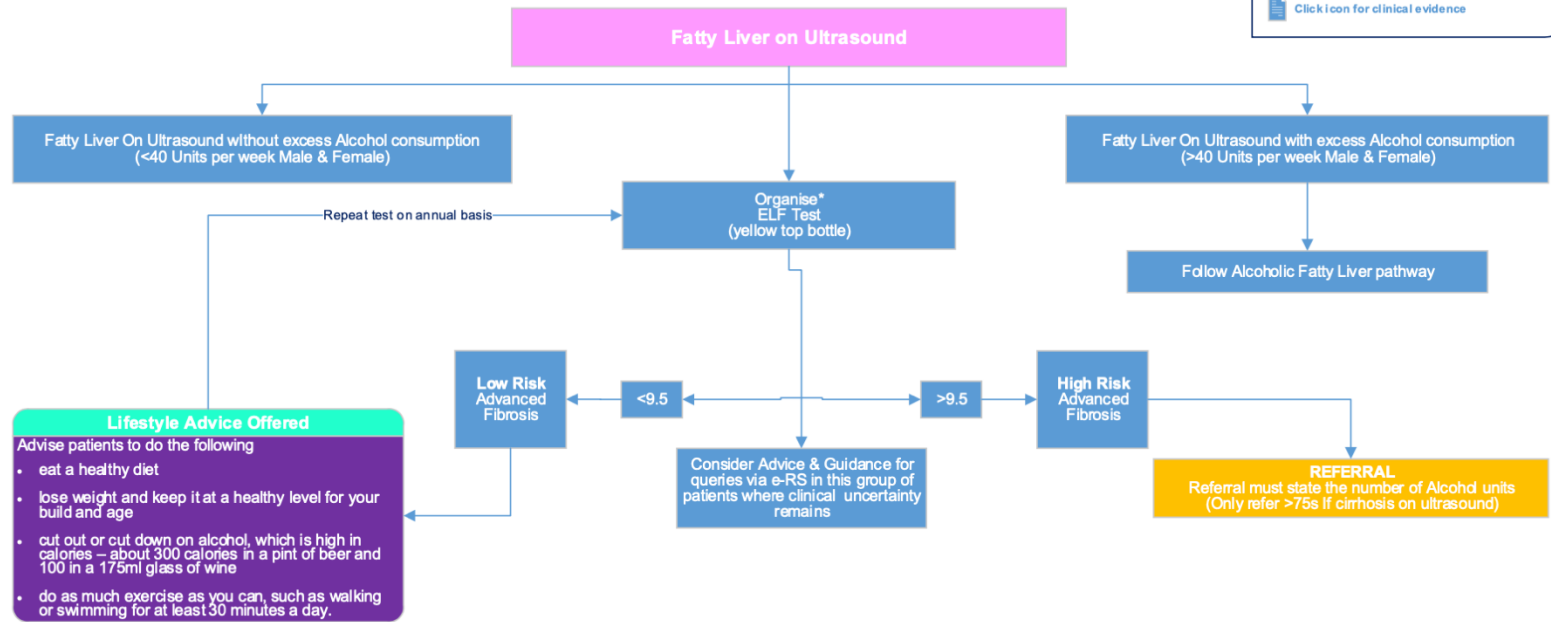 Click icon for clinical evidence
Fatty Liver on Ultrasound
Fatty Liver On Ultrasound without excess Alcohol consumption
(<40 Units per week Male & Female)
Fatty Liver On Ultrasound with excess Alcohol consumption
(>40 Units per week Male & Female)
Organise*
ELF Test
(yellow top bottle)
Repeat test on annual basis
Follow Alcoholic Fatty Liver pathway
Low Risk
Advanced
Fibrosis
<9.5
>9.5
High Risk
Advanced
Fibrosis
Lifestyle Advice Offered
Advise patients to do the following
• eat a healthy diet
• lose weight and keep it at a healthy level for your
build and age
• cut out or cut down on alcohol, which is high in
calories – about 300 calories in a pint of beer and
100 in a 175ml glass of wine
• do as much exercise as you can, such as walking
or swimming for at least 30 minutes a day.
Consider Advice & Guidance for
queries via e-RS in this group of
patients where clinical uncertainty
remains
REFERRAL
Referral must state the number of Alcohol units
(Only refer >75s If cirrhosis on ultrasound)